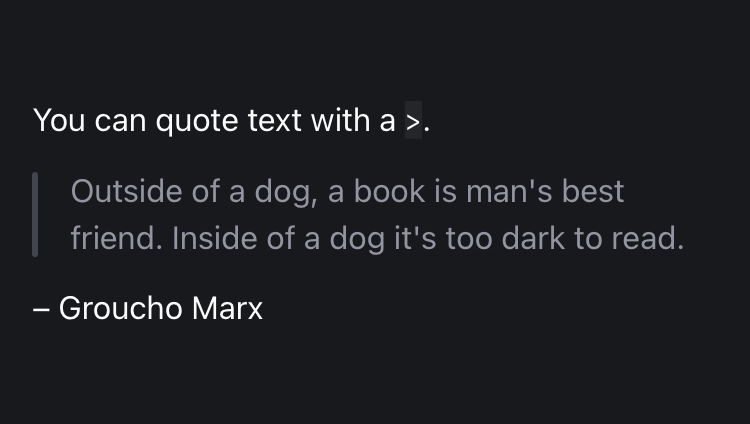 You can quote text with a >.
Outside of a dog, a book is man's best
friend. Inside of a dog it's too dark to read.
– Groucho Marx